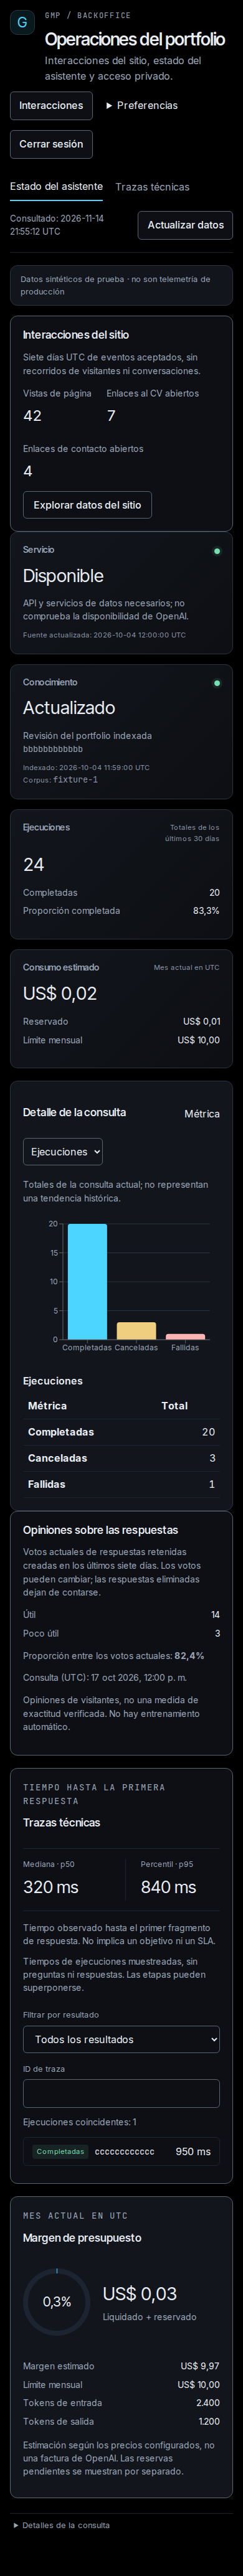 G
GMP / BACKOFFICE
Operaciones del portfolio
Interacciones del sitio, estado del
asistente y acceso privado.
Interacciones
▶ Preferencias
Cerrar sesión
Estado del asistente
Trazas técnicas
Consultado: 2026-11-14
21:55:12 UTC
Actualizar datos
Datos sintéticos de prueba · no son telemetría de
producción
Interacciones del sitio
Siete días UTC de eventos aceptados, sin
recorridos de visitantes ni conversaciones.
Vistas de página
Enlaces al CV abiertos
42
7
Enlaces de contacto abiertos
4
Explorar datos del sitio
Servicio
Disponible
API y servicios de datos necesarios; no
comprueba la disponibilidad de OpenAI.
Fuente actualizada: 2026-10-04 12:00:00 UTC
Conocimiento
Actualizado
Revisión del portfolio indexada
bbbbbbbbbbbb
Indexado: 2026-10-04 11:59:00 UTC
Corpus: fixture-1
Ejecuciones
Totales de los
últimos 30 días
24
Completadas 20
Proporción completada 83,3%
Consumo estimado
Mes actual en UTC
US$ 0,02
Reservado US$ 0,01
Límite mensual US$ 10,00
Detalle de la consulta
Métrica
Ejecuciones
Totales de la consulta actual; no representan
una tendencia histórica.
20
15
10
5
0
Completadas Canceladas Fallidas
Ejecuciones
Métrica Total
Completadas 20
Canceladas 3
Fallidas 1
Opiniones sobre las respuestas
Votos actuales de respuestas retenidas
creadas en los últimos siete días. Los votos
pueden cambiar; las respuestas eliminadas
dejan de contarse.
Útil 14
Poco útil 3
Proporción entre los votos actuales: 82,4%
Consulta (UTC): 17 oct 2026, 12:00 p. m.
Opiniones de visitantes, no una medida de
exactitud verificada. No hay entrenamiento
automático.
TIEMPO HASTA LA PRIMERA
RESPUESTA
Trazas técnicas
Mediana · p50
Percentil · p95
320 ms
840 ms
Tiempo observado hasta el primer fragmento
de respuesta. No implica un objetivo ni un SLA.
Tiempos de ejecuciones muestreadas, sin
preguntas ni respuestas. Las etapas pueden
superponerse.
Filtrar por resultado
Todos los resultados
ID de traza
Ejecuciones coincidentes: 1
Completadas cccccccccccc 950 ms
MES ACTUAL EN UTC
Margen de presupuesto
0,3%
US$ 0,03
Liquidado + reservado
Margen estimado US$ 9,97
Límite mensual US$ 10,00
Tokens de entrada 2.400
Tokens de salida 1.200
Estimación según los precios configurados, no
una factura de OpenAI. Las reservas
pendientes se muestran por separado.
▶ Detalles de la consulta